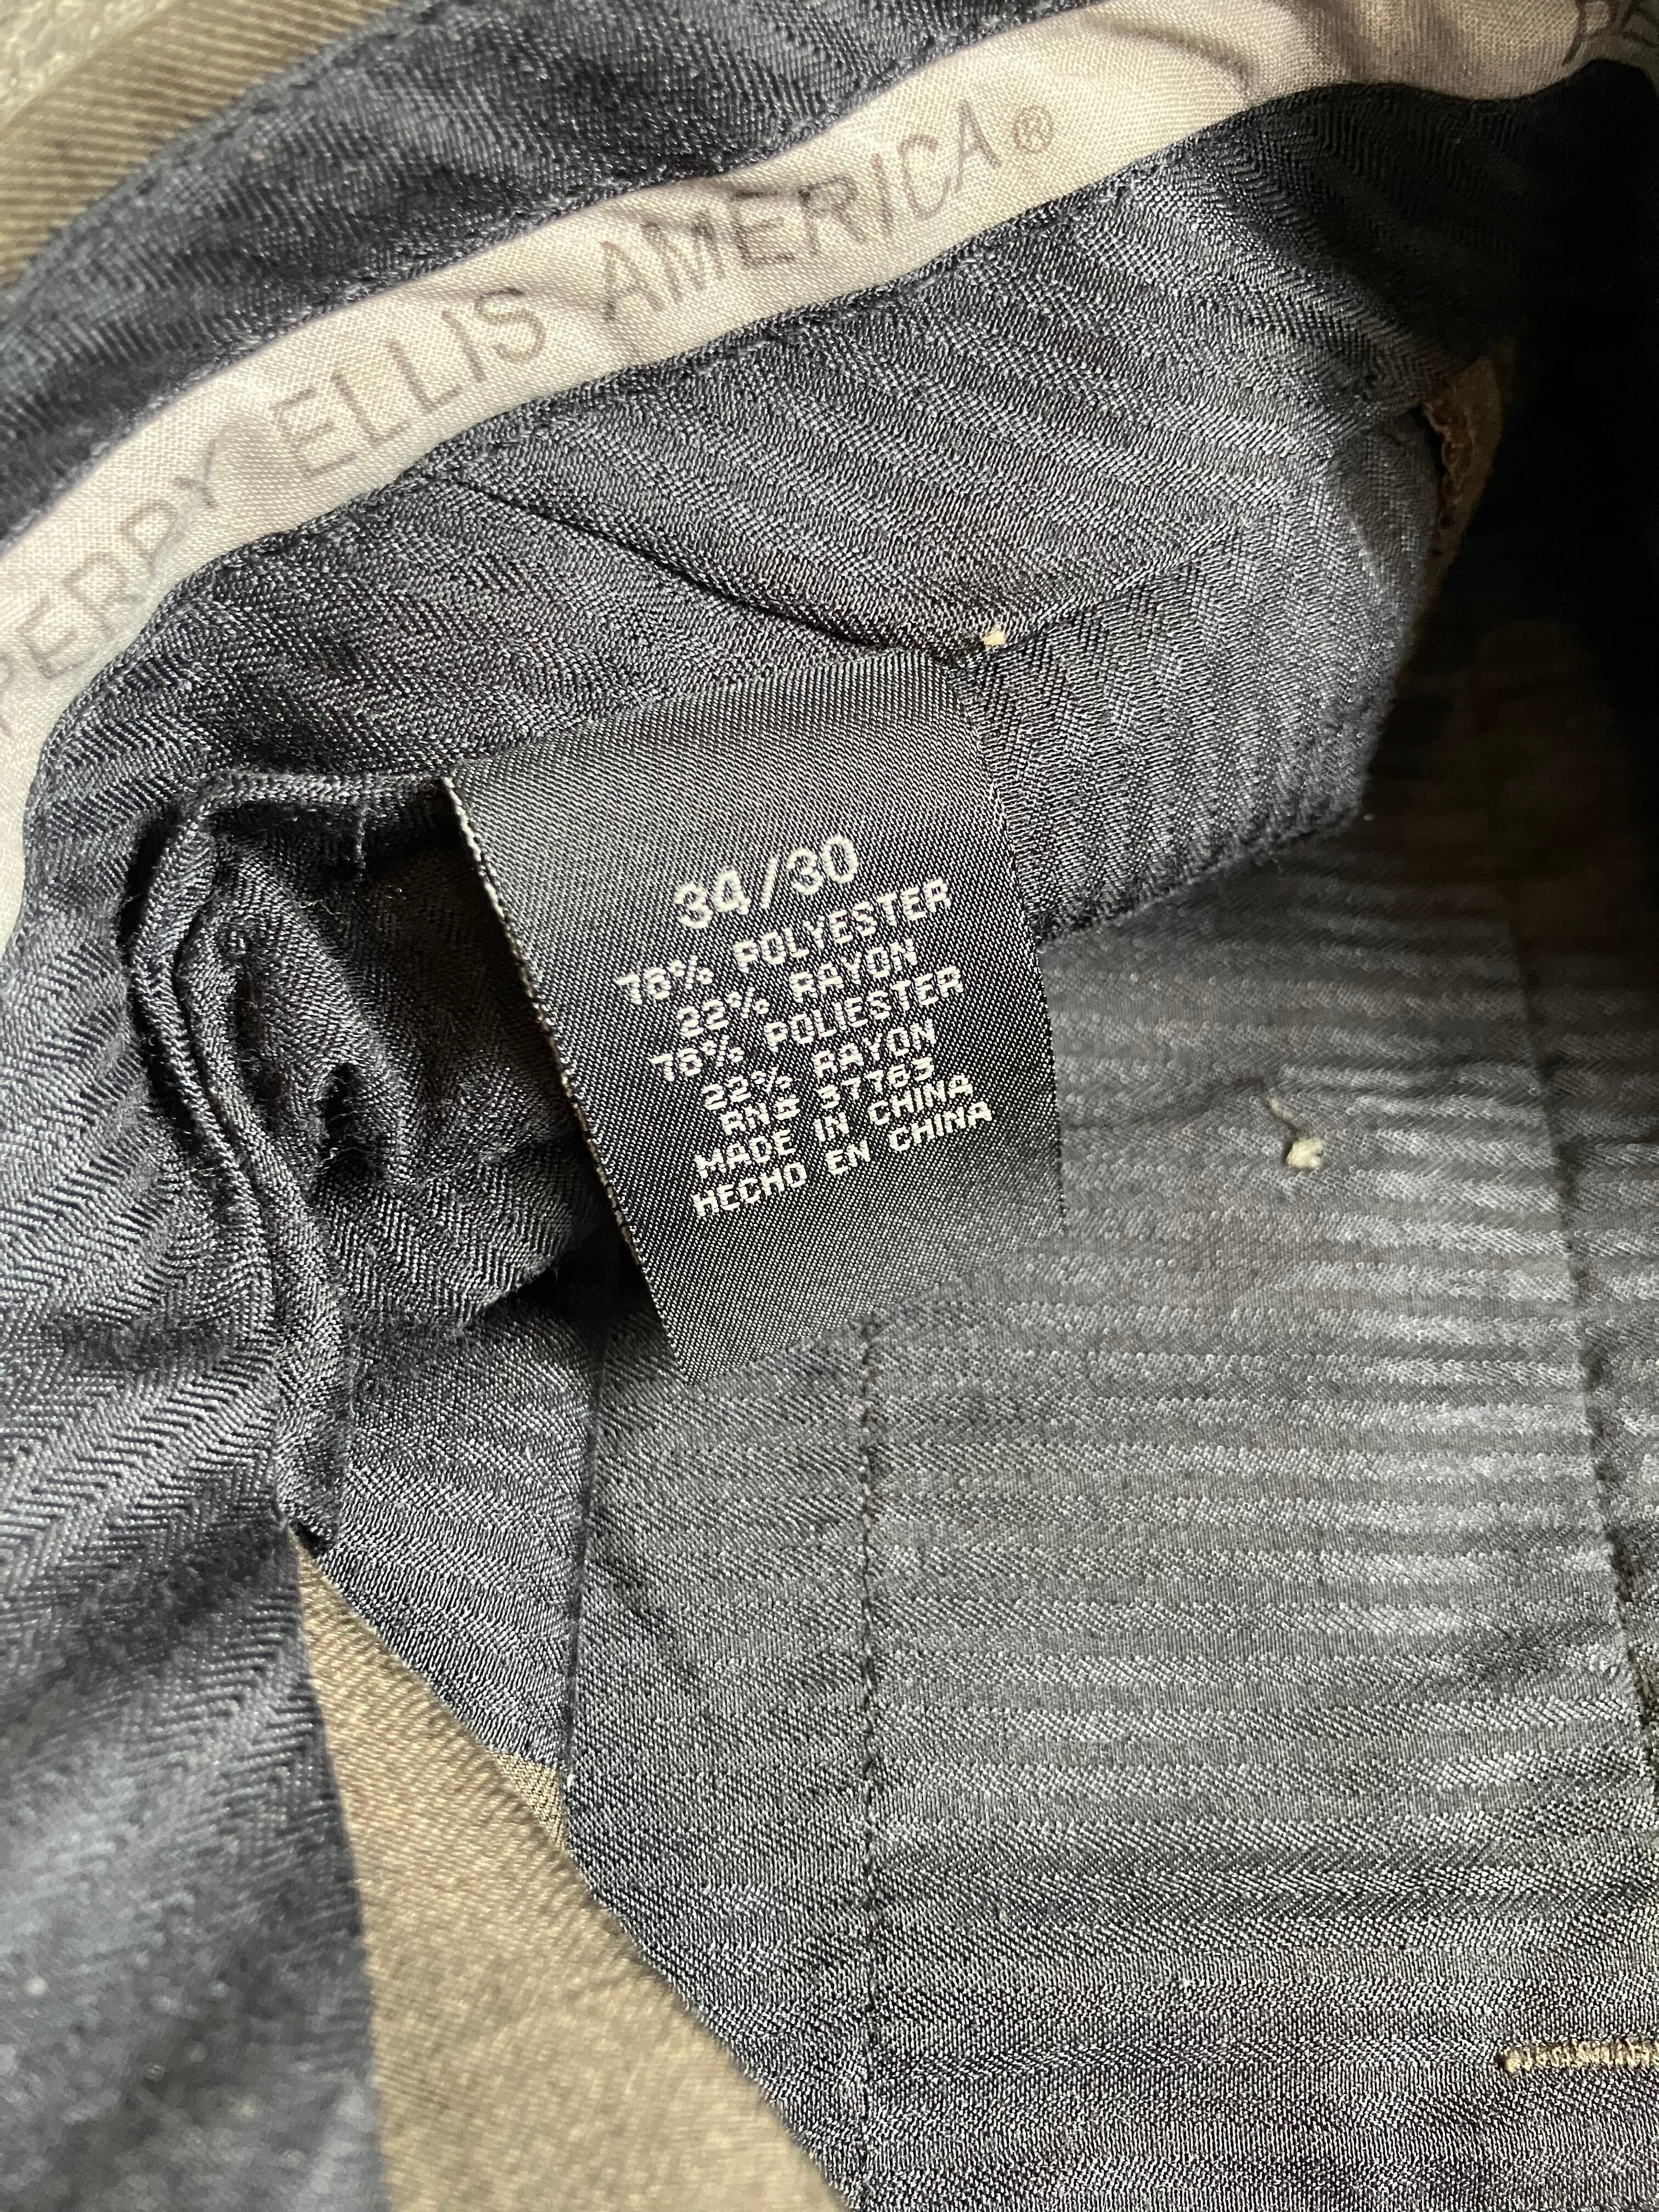 PERRY ELLIS AMERICA®
34/30
78% POLYESTER
22% RAYON
78% POLIESTER
22% RAYON
RN# 37763
MADE IN CHINA
HECHO EN CHINA